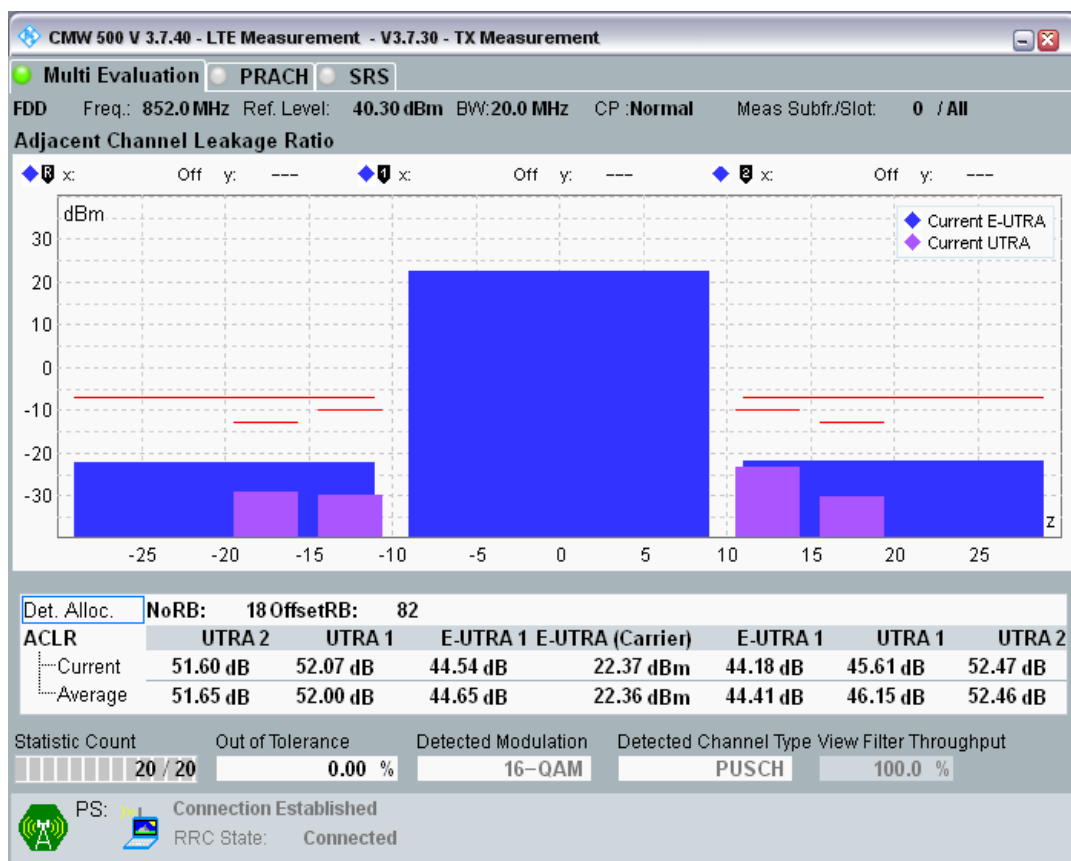 CMW 500 V 3.7.40 - LTE Measurement - V3.7.30 - TX Measurement
Multi Evaluation PRACH SRS
FDD Freq.: 852.0 MHz Ref. Level: 40.30 dBm BW:20.0 MHz CP :Normal Meas Subfr./Slot: 0 / All
Adjacent Channel Leakage Ratio
R x: Off y: --- 1 x: Off y: --- 2 x: Off y: ---
dBm
Current E-UTRA
Current UTRA
30
20
10
0
-10
-20
-30
z
-25 -20 -15 -10 -5 0 5 10 15 20 25
Det. Alloc. NoRB: 18 OffsetRB: 82
ACLR UTRA 2 UTRA 1 E-UTRA 1 E-UTRA (Carrier) E-UTRA 1 UTRA 1 UTRA 2
Current 51.60 dB 52.07 dB 44.54 dB 22.37 dBm 44.18 dB 45.61 dB 52.47 dB
Average 51.65 dB 52.00 dB 44.65 dB 22.36 dBm 44.41 dB 46.15 dB 52.46 dB
Statistic Count Out of Tolerance Detected Modulation Detected Channel Type View Filter Throughput
20 / 20 0.00 % 16-QAM PUSCH 100.0 %
PS: Connection Established
RRC State: Connected